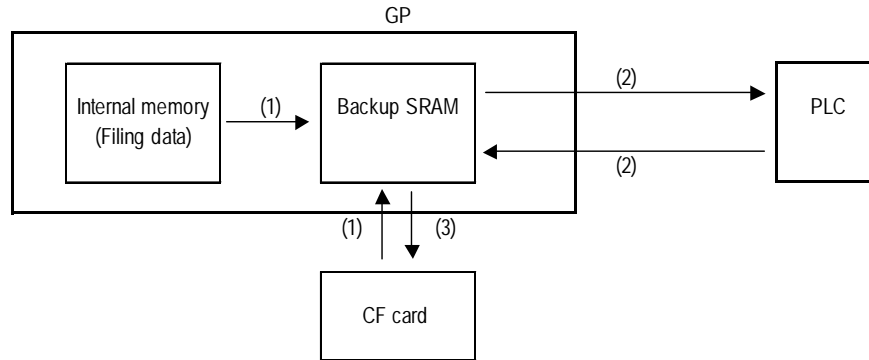 GP
Internal memory
(Filing data)
(1)
Backup SRAM
(2)
(2)
PLC
(1)
(3)
CF card